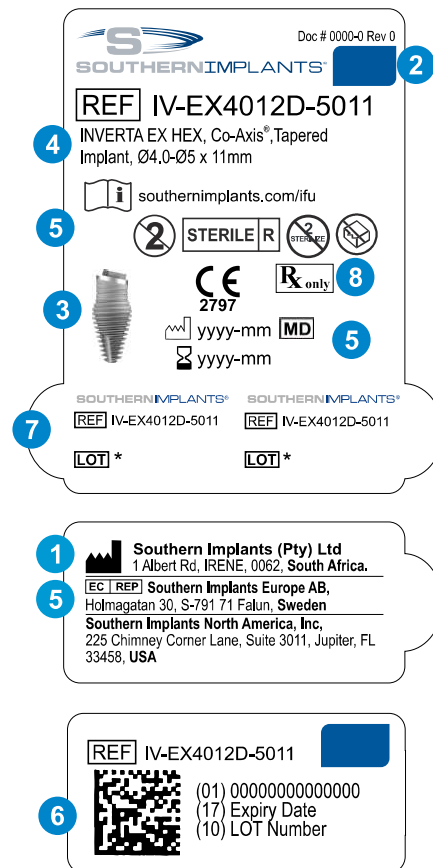 Doc # 0000-0 Rev 0
SOUTHERNIMPLANTS®
2
REF IV-EX4012D-5011
4
INVERTA EX HEX, Co-Axis®,Tapered
Implant, Ø4.0-Ø5 x 11mm
i southernimplants.com/ifu
5
2 STERILE R 2 STERILIZE
3
CE
2797
Rx only
8
yyyy-mm MD
5
yyyy-mm
7
SOUTHERNIMPLANTS® SOUTHERNIMPLANTS®
REF IV-EX4012D-5011 REF IV-EX4012D-5011
LOT * LOT *
1
Southern Implants (Pty) Ltd
1 Albert Rd, IRENE, 0062, South Africa.
5
EC REP Southern Implants Europe AB,
Holmagatan 30, S-791 71 Falun, Sweden
Southern Implants North America, Inc,
225 Chimney Corner Lane, Suite 3011, Jupiter, FL
33458, USA
REF IV-EX4012D-5011
6
(01) 00000000000000
(17) Expiry Date
(10) LOT Number